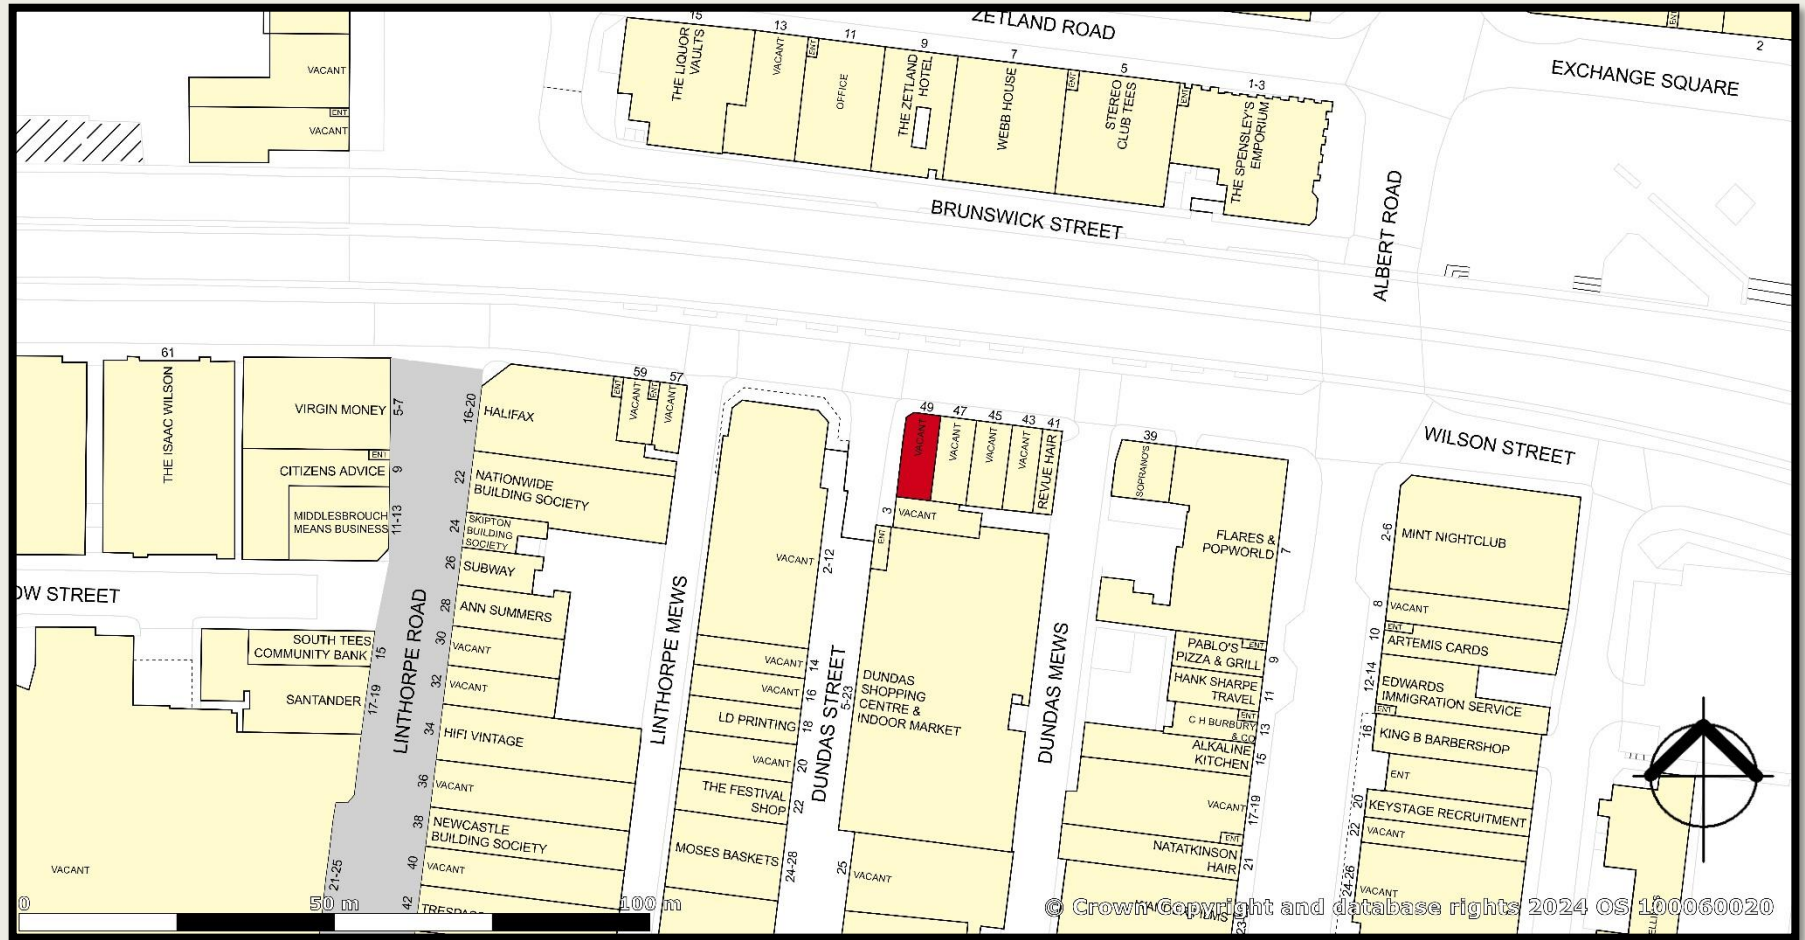 ZETLAND ROAD
15
13
11
9
7
5
1-3
2
THE LIQUOR
VAULTS
VACANT
ENT
OFFICE
THE ZETLAND
HOTEL
WEBB HOUSE
ENT
STEREO
CLUB TEES
ENT
THE SPENSLEY'S
EMPORIUM
ENT
EXCHANGE SQUARE
VACANT
ENT
VACANT
BRUNSWICK STREET
ALBERT ROAD
WILSON STREET
61
THE ISAAC WILSON
VIRGIN MONEY
5-7
ENT
CITIZENS ADVICE
9
MIDDLESBROUCH
MEANS BUSINESS
11-13
OW STREET
SOUTH TEES
COMMUNITY BANK
15
SANTANDER
17-19
VACANT
21-25
LINTHORPE ROAD
16-20
HALIFAX
ENT
59
VACANT
ENT
57
VACANT
22
NATIONWIDE
BUILDING SOCIETY
24
SKIPTON
BUILDING
SOCIETY
26
SUBWAY
28
ANN SUMMERS
30
VACANT
32
VACANT
34
HIFI VINTAGE
36
VACANT
38
NEWCASTLE
BUILDING SOCIETY
40
VACANT
42
LINTHORPE MEWS
VACANT
2-12
VACANT
14
VACANT
16
LD PRINTING
18
VACANT
20
THE FESTIVAL
SHOP
22
MOSES BASKETS
24-28
DUNDAS STREET
49
VACANT
47
VACANT
45
VACANT
43
VACANT
41
REVUE HAIR
3
VACANT
ENT
DUNDAS
SHOPPING
CENTRE &
INDOOR MARKET
5-23
25
VACANT
DUNDAS MEWS
39
SOPRANO'S
FLARES &
POPWORLD
7
PABLO'S
PIZZA & GRILL
ENT
9
HANK SHARPE
TRAVEL
11
C H BURBURY
& CO
ENT
13
ALKALINE
KITCHEN
15
VACANT
17-19
ENT
NATATKINSON
HAIR
21
2-6
MINT NIGHTCLUB
8
VACANT
10
ENT
ARTEMIS CARDS
12-14
EDWARDS
IMMIGRATION SERVICE
ENT
16
KING B BARBERSHOP
ENT
20
KEYSTAGE RECRUITMENT
22
VACANT
24-26
VACANT
0
50 m
100 m
© Crown Copyright and database rights 2024 OS 100060020